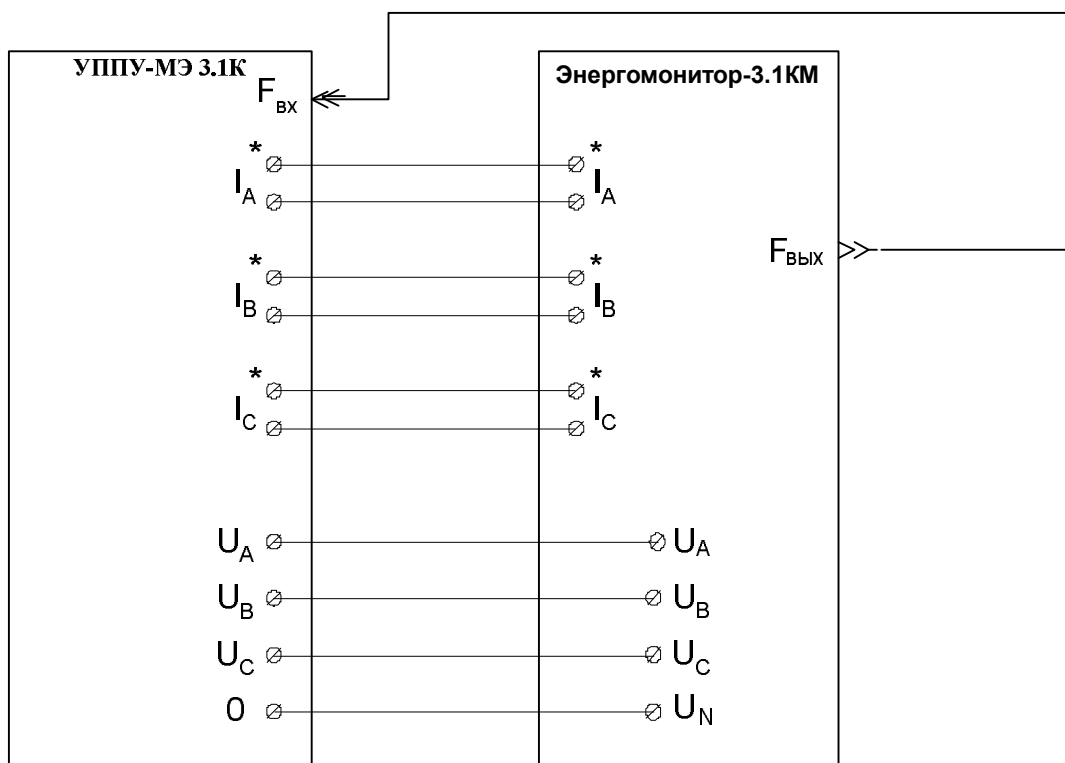 УППУ-МЭ 3.1К
Энергомонитор-3.1КМ
Fвх
* *
IA IA
Fвых
* *
IB IB
* *
IC IC
UA UA
UB UB
UC UC
0 UN